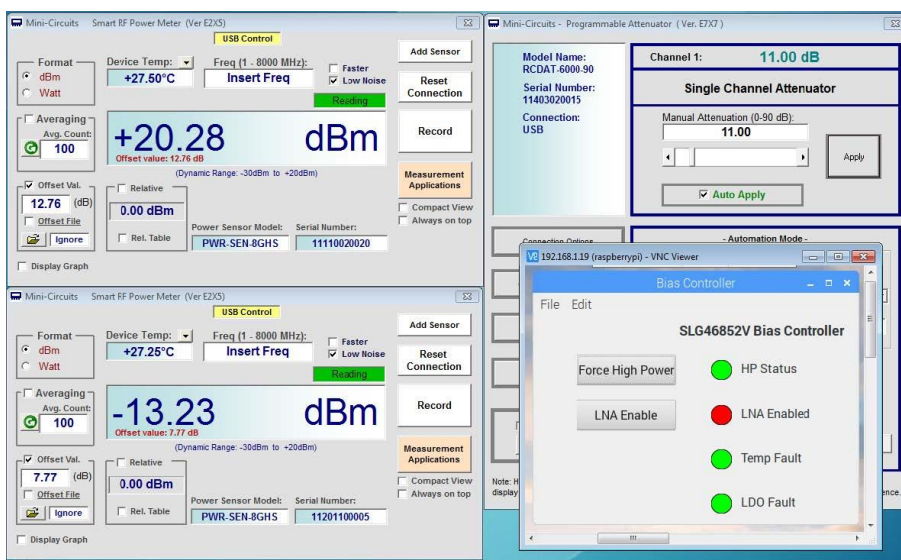 Mini-Circuits Smart RF Power Meter (Ver E2X5)
USB Control
Format
dBm
Watt
Device Temp:
+27.50°C
Freq (1 - 8000 MHz):
Insert Freq
Faster
Low Noise
Reading
Add Sensor
Reset Connection
Averaging
Avg. Count:
100
+20.28 dBm
Offset value: 12.76 dB
Record
(Dynamic Range: -30dBm to +20dBm)
Measurement Applications
Offset Val.
12.76 (dB)
Offset File
Ignore
Relative
0.00 dBm
Rel. Table
Power Sensor Model:
PWR-SEN-8GHS
Serial Number:
11110020020
Compact View
Always on top
Display Graph
Mini-Circuits Smart RF Power Meter (Ver E2X5)
USB Control
Format
dBm
Watt
Device Temp:
+27.25°C
Freq (1 - 8000 MHz):
Insert Freq
Faster
Low Noise
Reading
Add Sensor
Reset Connection
Averaging
Avg. Count:
100
-13.23 dBm
Offset value: 7.77 dB
Record
(Dynamic Range: -30dBm to +20dBm)
Measurement Applications
Offset Val.
7.77 (dB)
Offset File
Ignore
Relative
0.00 dBm
Rel. Table
Power Sensor Model:
PWR-SEN-8GHS
Serial Number:
11201100005
Compact View
Always on top
Display Graph
Mini-Circuits - Programmable Attenuator ( Ver. E7X7 )
Model Name:
RCDAT-6000-90
Serial Number:
11403020015
Connection:
USB
Channel 1: 11.00 dB
Single Channel Attenuator
Manual Attenuation (0-90 dB):
11.00
Apply
Auto Apply
Connection Options
- Automation Mode -
Note: H
display
ence.
192.168.1.19 (raspberrypi) - VNC Viewer
Bias Controller
File Edit
SLG46852V Bias Controller
Force High Power
HP Status
LNA Enable
LNA Enabled
Temp Fault
LDO Fault